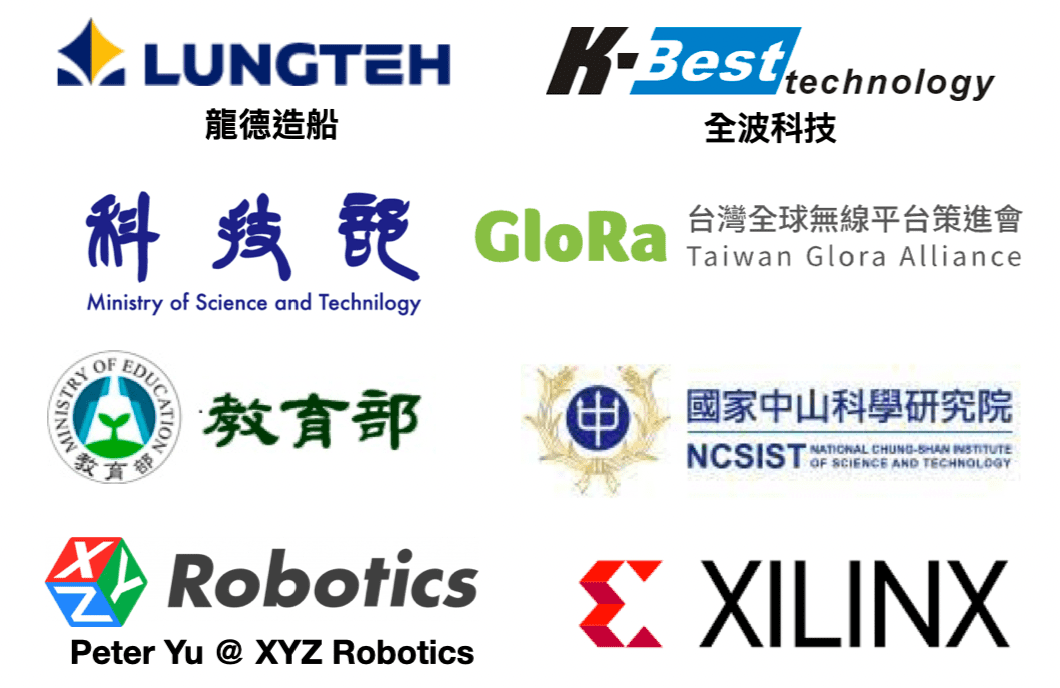 LUNGTEH
龍德造船
K-Best technology
全波科技
科技部
Ministry of Science and Technilogy
GloRa
台灣全球無線平台策進會
Taiwan Glora Alliance
MINISTRY OF EDUCATION
教育部
教育部
國家中山科學研究院
NCSIST NATIONAL CHUNG-SHAN INSTITUTE
OF SCIENCE AND TECHNOLOGY
中
XYZ Robotics
Peter Yu @ XYZ Robotics
XILINX